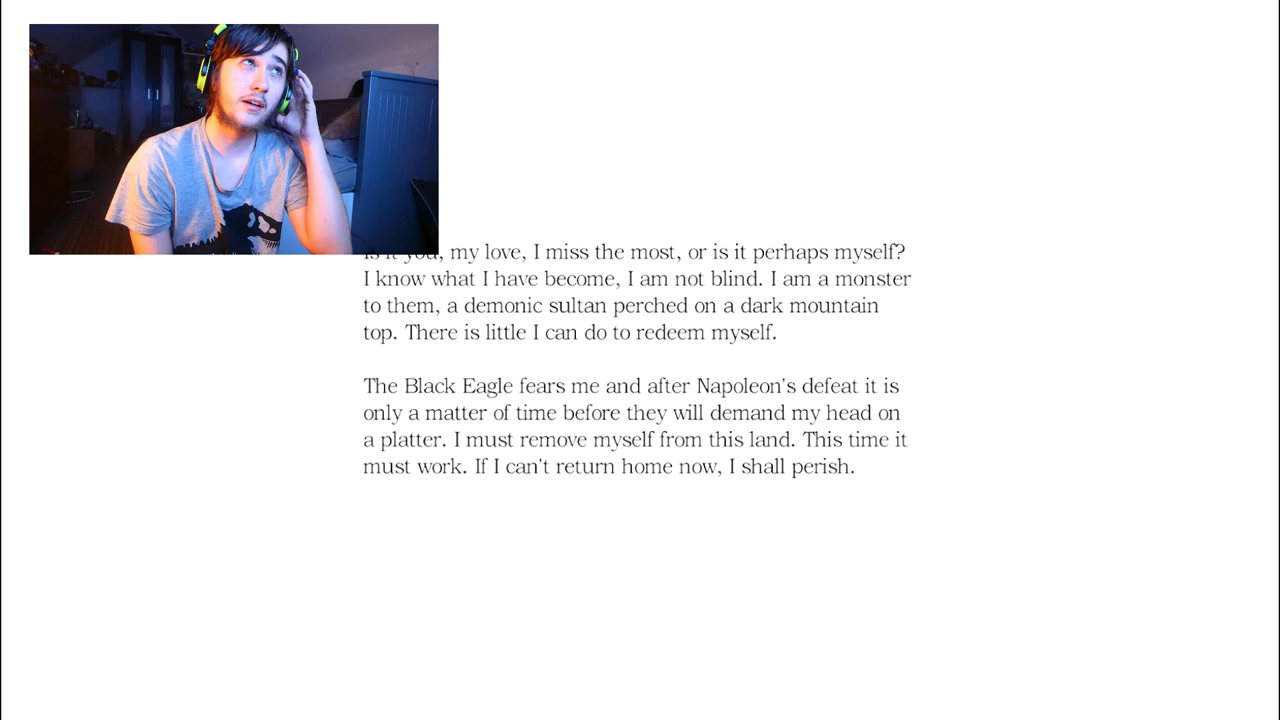 Is it you, my love, I miss the most, or is it perhaps myself?
I know what I have become, I am not blind. I am a monster
to them, a demonic sultan perched on a dark mountain
top. There is little I can do to redeem myself.
The Black Eagle fears me and after Napoleon's defeat it is
only a matter of time before they will demand my head on
a platter. I must remove myself from this land. This time it
must work. If I can't return home now, I shall perish.